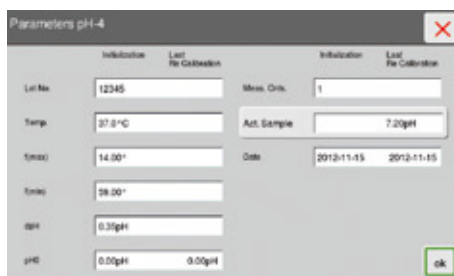 Parameters pH-4
Initialization Last Re Calibration Initialization Last Re Calibration
Lot No. 12345 Meas. Cnts. 1
Temp. 37.0°C Act. Sample 7.20pH
f(max) 14.00° Date 2012-11-15 2012-11-15
f(min) 59.00°
dpH 0.35pH
pH0 0.00pH 0.00pH
ok